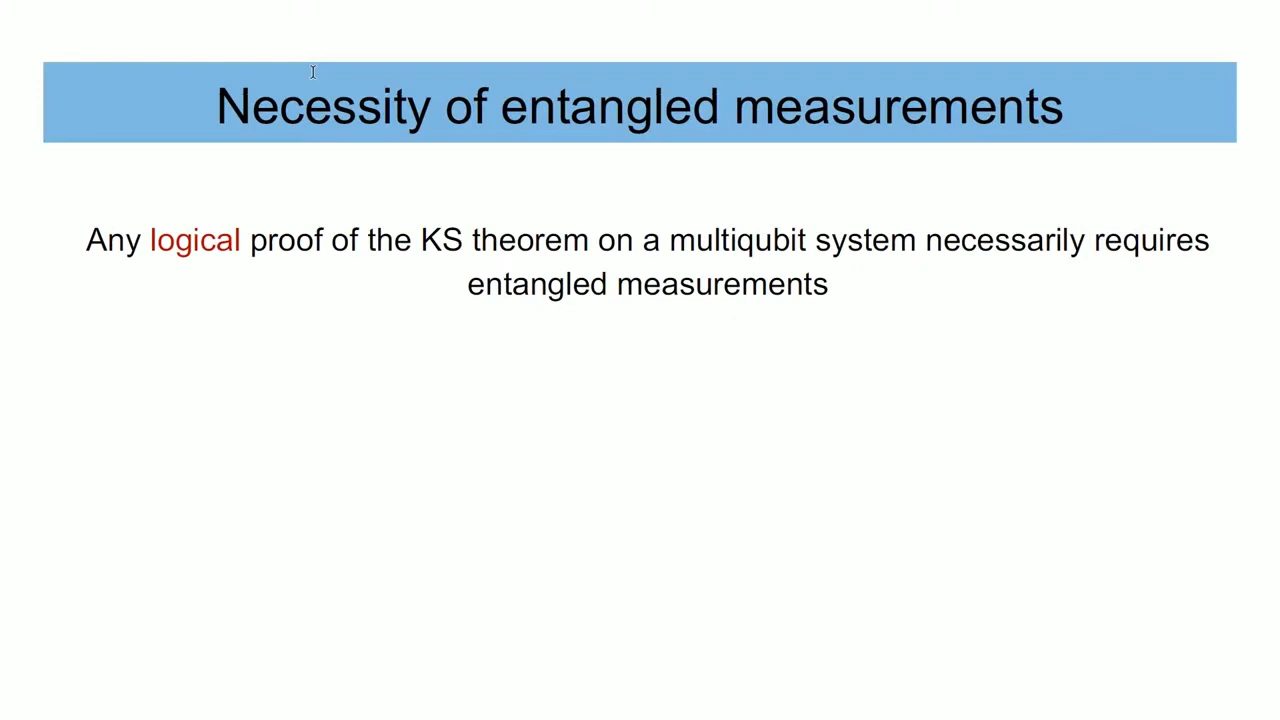 Necessity of entangled measurements
Any logical proof of the KS theorem on a multiqubit system necessarily requires
entangled measurements